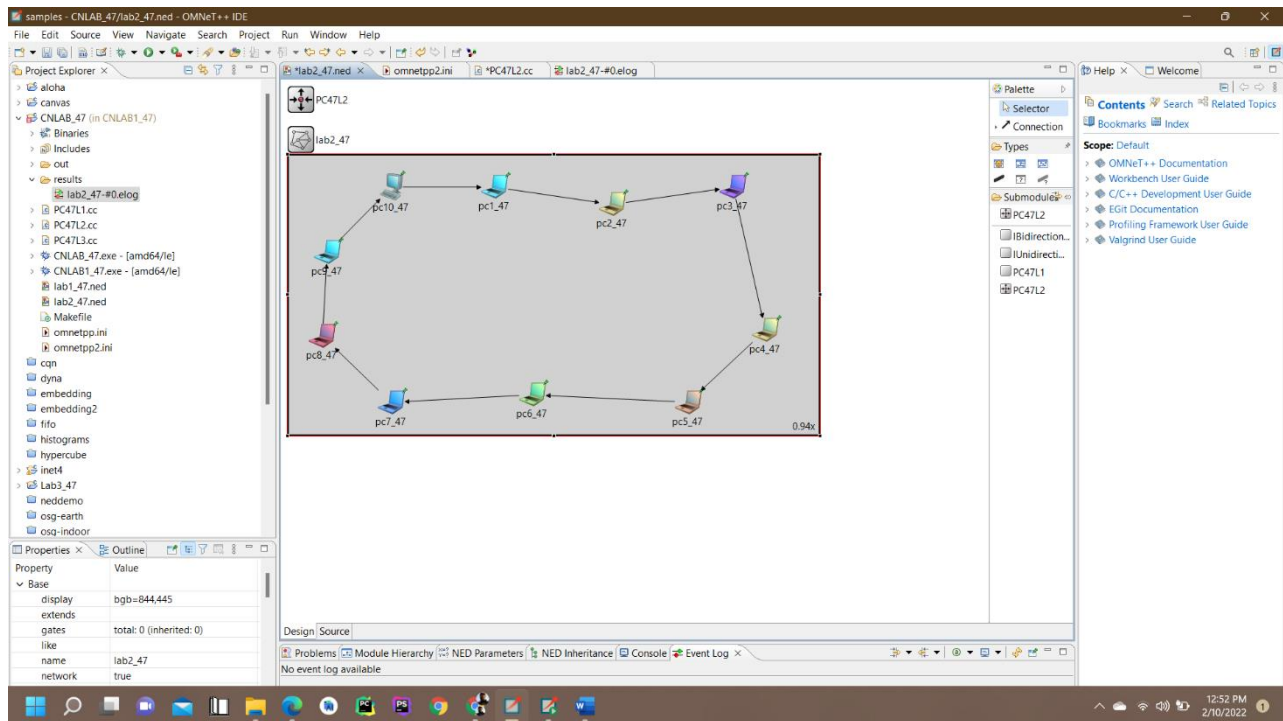 samples - CNLAB_47/lab2_47.ned - OMNeT++ IDE
File Edit Source View Navigate Search Project Run Window Help
Project Explorer
aloha
canvas
CNLAB_47 (in CNLAB1_47)
Binaries
Includes
out
results
lab2_47-#0.elog
PC47L1.cc
PC47L2.cc
PC47L3.cc
CNLAB_47.exe - [amd64/le]
CNLAB1_47.exe - [amd64/le]
lab1_47.ned
lab2_47.ned
Makefile
omnetpp.ini
omnetpp2.ini
cqn
dyna
embedding
embedding2
fifo
histograms
hypercube
inet4
Lab3_47
neddemo
osg-earth
osg-indoor
Properties Outline
Property Value
Base
display bgb=844,445
extends
gates total: 0 (inherited: 0)
like
name lab2_47
network true
*lab2_47.ned omnetpp2.ini *PC47L2.cc lab2_47-#0.elog
PC47L2
lab2_47
pc10_47 pc1_47 pc2_47 pc3_47
pc9_47
pc8_47 pc4_47
pc7_47 pc6_47 pc5_47
0.94x
Design Source
Problems Module Hierarchy NED Parameters NED Inheritance Console Event Log
No event log available
Palette
Selector
Connection
Types
Submodules
PC47L2
IBidirection...
IUnidirecti...
PC47L1
PC47L2
Help Welcome
Contents Search Related Topics
Bookmarks Index
Scope: Default
OMNeT++ Documentation
Workbench User Guide
C/C++ Development User Guide
EGit Documentation
Profiling Framework User Guide
Valgrind User Guide
12:52 PM
2/10/2022
1